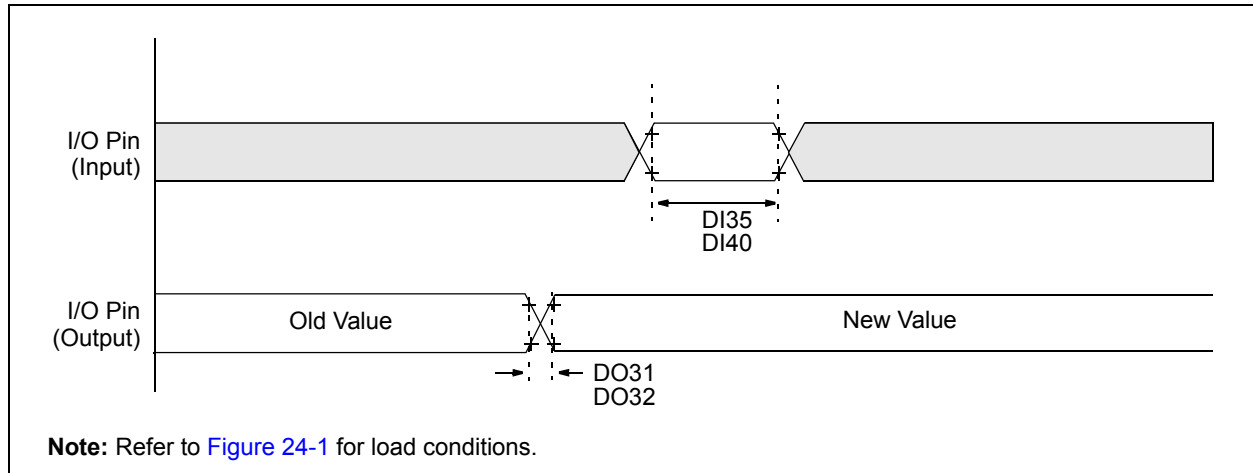 I/O Pin
(Input)
DI35
DI40
I/O Pin
(Output)
Old Value
New Value
DO31
DO32
Note: Refer to Figure 24-1 for load conditions.